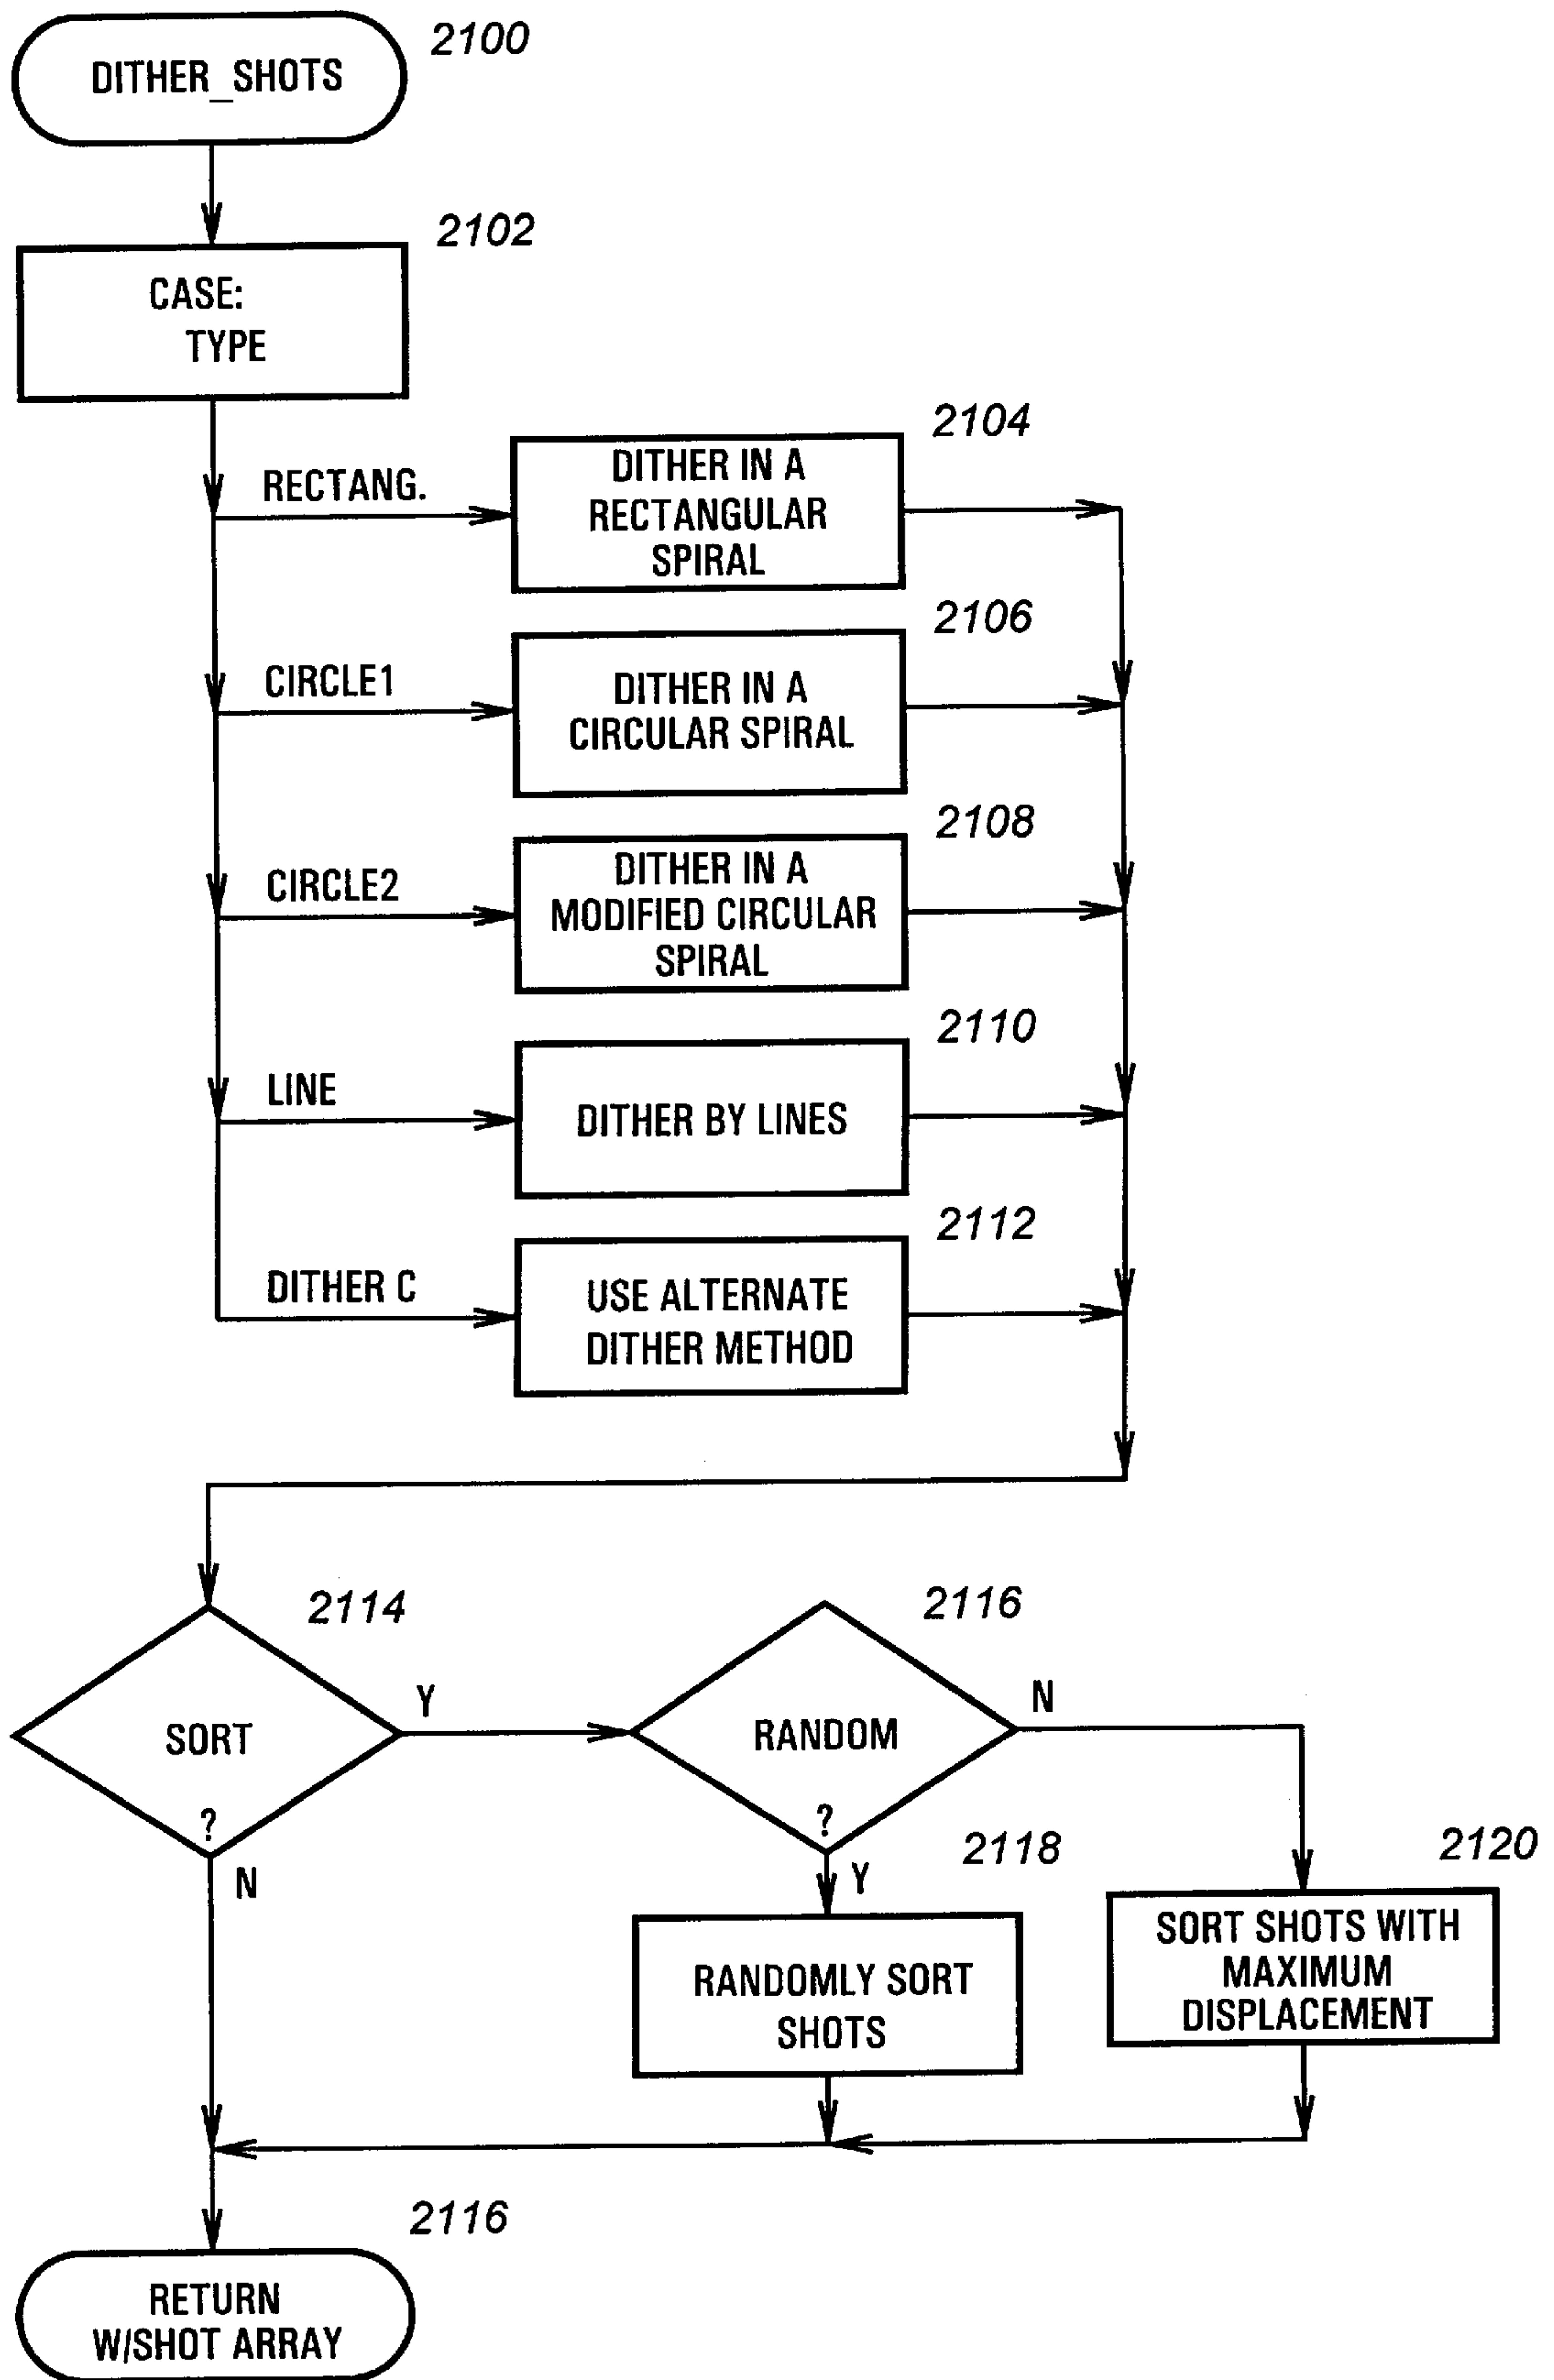 2100
DITHER_SHOTS
2102
CASE:
TYPE
2104
RECTANG.
DITHER IN A
RECTANGULAR
SPIRAL
2106
CIRCLE1
DITHER IN A
CIRCULAR SPIRAL
2108
CIRCLE2
DITHER IN A
MODIFIED CIRCULAR
SPIRAL
2110
LINE
DITHER BY LINES
2112
DITHER C
USE ALTERNATE
DITHER METHOD
2114
SORT
?
Y
N
2116
RANDOM
?
N
Y
2118
RANDOMLY SORT
SHOTS
2120
SORT SHOTS WITH
MAXIMUM
DISPLACEMENT
2116
RETURN
W/SHOT ARRAY